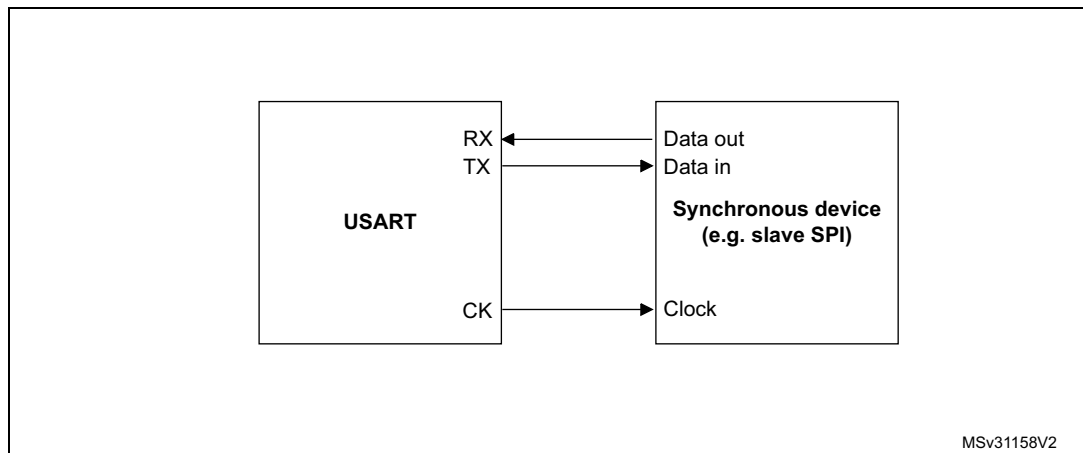 RX
Data out
TX
Data in
USART
Synchronous device
(e.g. slave SPI)
CK
Clock
MSv31158V2